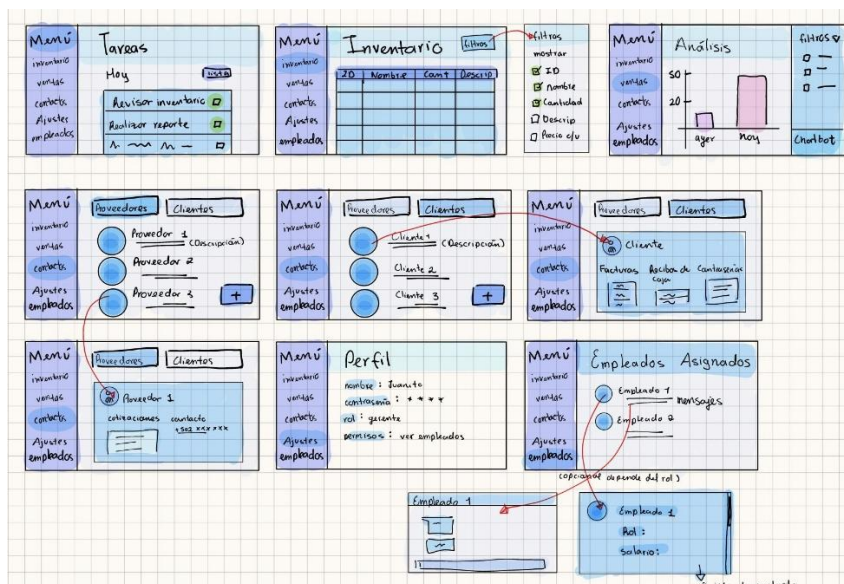 Menú
inventario
ventas
contacts
Ajustes
empleados
Tareas
Hoy
lista
Revisar inventario
Realizar reporte
Menú
inventario
ventas
contacts
Ajustes
empleados
Inventario
filtros
ID Nombre Cant Descrip
filtros
mostrar
ID
nombre
Cantidad
Descrip
Precio c/u
Menú
inventario
ventas
contacts
Ajustes
empleados
Análisis
50
20
ayer hoy
filtros
Chatbot
Menú
inventario
ventas
contacts
Ajustes
empleados
Proveedores Clientes
Proveedor 1
(Descripción)
Proveedor 2
Proveedor 3
+
Menú
inventario
ventas
contacts
Ajustes
empleados
Proveedores Clientes
Cliente 1
(Descripción)
Cliente 2
Cliente 3
+
Menú
inventario
ventas
contacts
Ajustes
empleados
Proveedores Clientes
Cliente
Facturas Recibos de caja
Menú
inventario
ventas
contacts
Ajustes
empleados
Proveedores Clientes
Proveedor 1
cotizaciones contacto
+502 xxx xxx
Menú
inventario
ventas
contacts
Ajustes
empleados
Perfil
nombre : Juanito
contraseña : * * * *
rol : gerente
permisos : ver empleados
Menú
inventario
ventas
contacts
Ajustes
empleados
Empleados Asignados
Empleado 1
mensajes
Empleado 2
(opcional depende del rol)
Empleado 1
Empleado 1
Rol :
Salario :